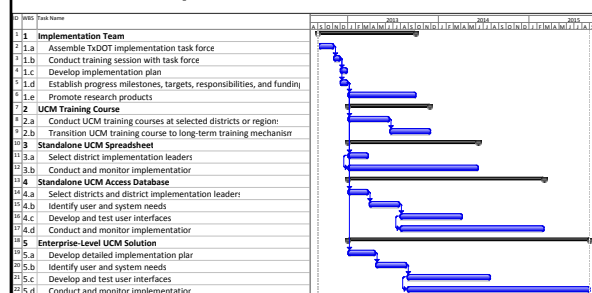 ID WBS Task Name
2013 2014 2015
A S O N D J F M A M J J A S O N D J F M A M J J A S O N D J F M A M J J A S
1 1 Implementation Team
2 1.a Assemble TxDOT implementation task force
3 1.b Conduct training session with task force
4 1.c Develop implementation plan
5 1.d Establish progress milestones, targets, responsibilities, and funding
6 1.e Promote research products
7 2 UCM Training Course
8 2.a Conduct UCM training courses at selected districts or regions
9 2.b Transition UCM training course to long-term training mechanism
10 3 Standalone UCM Spreadsheet
11 3.a Select district implementation leaders
12 3.b Conduct and monitor implementation
13 4 Standalone UCM Access Database
14 4.a Select districts and district implementation leaders
15 4.b Identify user and system needs
16 4.c Develop and test user interfaces
17 4.d Conduct and monitor implementation
18 5 Enterprise-Level UCM Solution
19 5.a Develop detailed implementation plan
20 5.b Identify user and system needs
21 5.c Develop and test user interfaces
22 5.d Conduct and monitor implementation